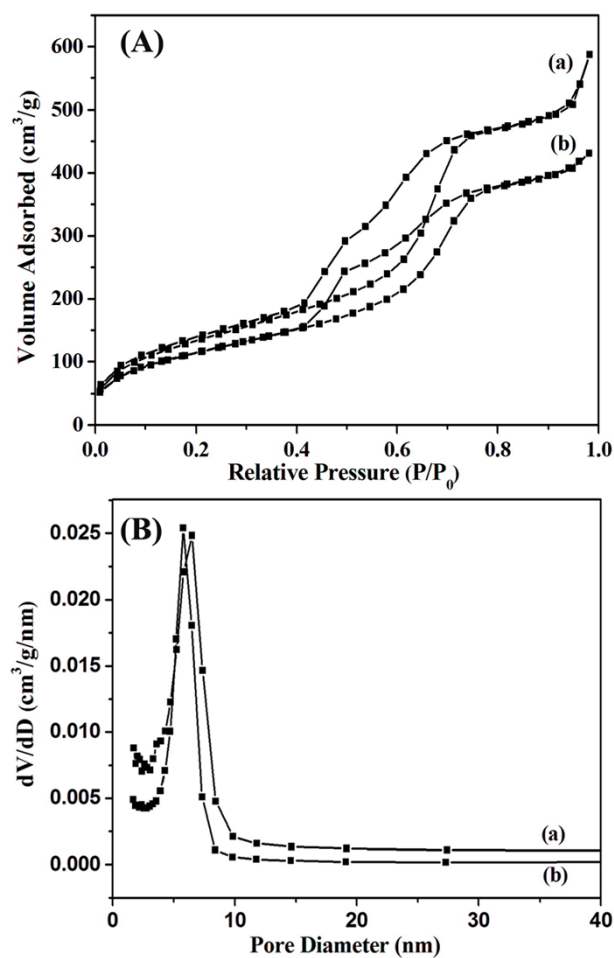 (A)
(a)
(b)
600
500
400
300
200
100
0
Volume Adsorbed (cm³/g)
0.0 0.2 0.4 0.6 0.8 1.0
Relative Pressure (P/P₀)
(B)
0.025
0.020
0.015
0.010
0.005
0.000
dV/dD (cm³/g/nm)
(a)
(b)
0 10 20 30 40
Pore Diameter (nm)